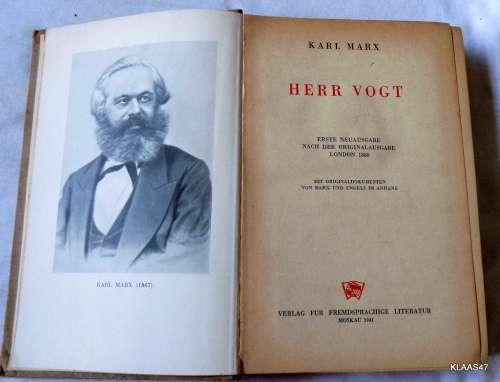 KARL MARX (1867)
KARL MARX
HERR VOGT
ERSTE NEUAUSGABE
NACH DER ORIGINALAUSGABE
LONDON 1860
MIT ORIGINALDOKUMENTEN
VON MARX UND ENGELS IM ANHANG
VERLAG FÜR FREMDSPRACHIGE LITERATUR
MOSKAU 1941
KLAAS47